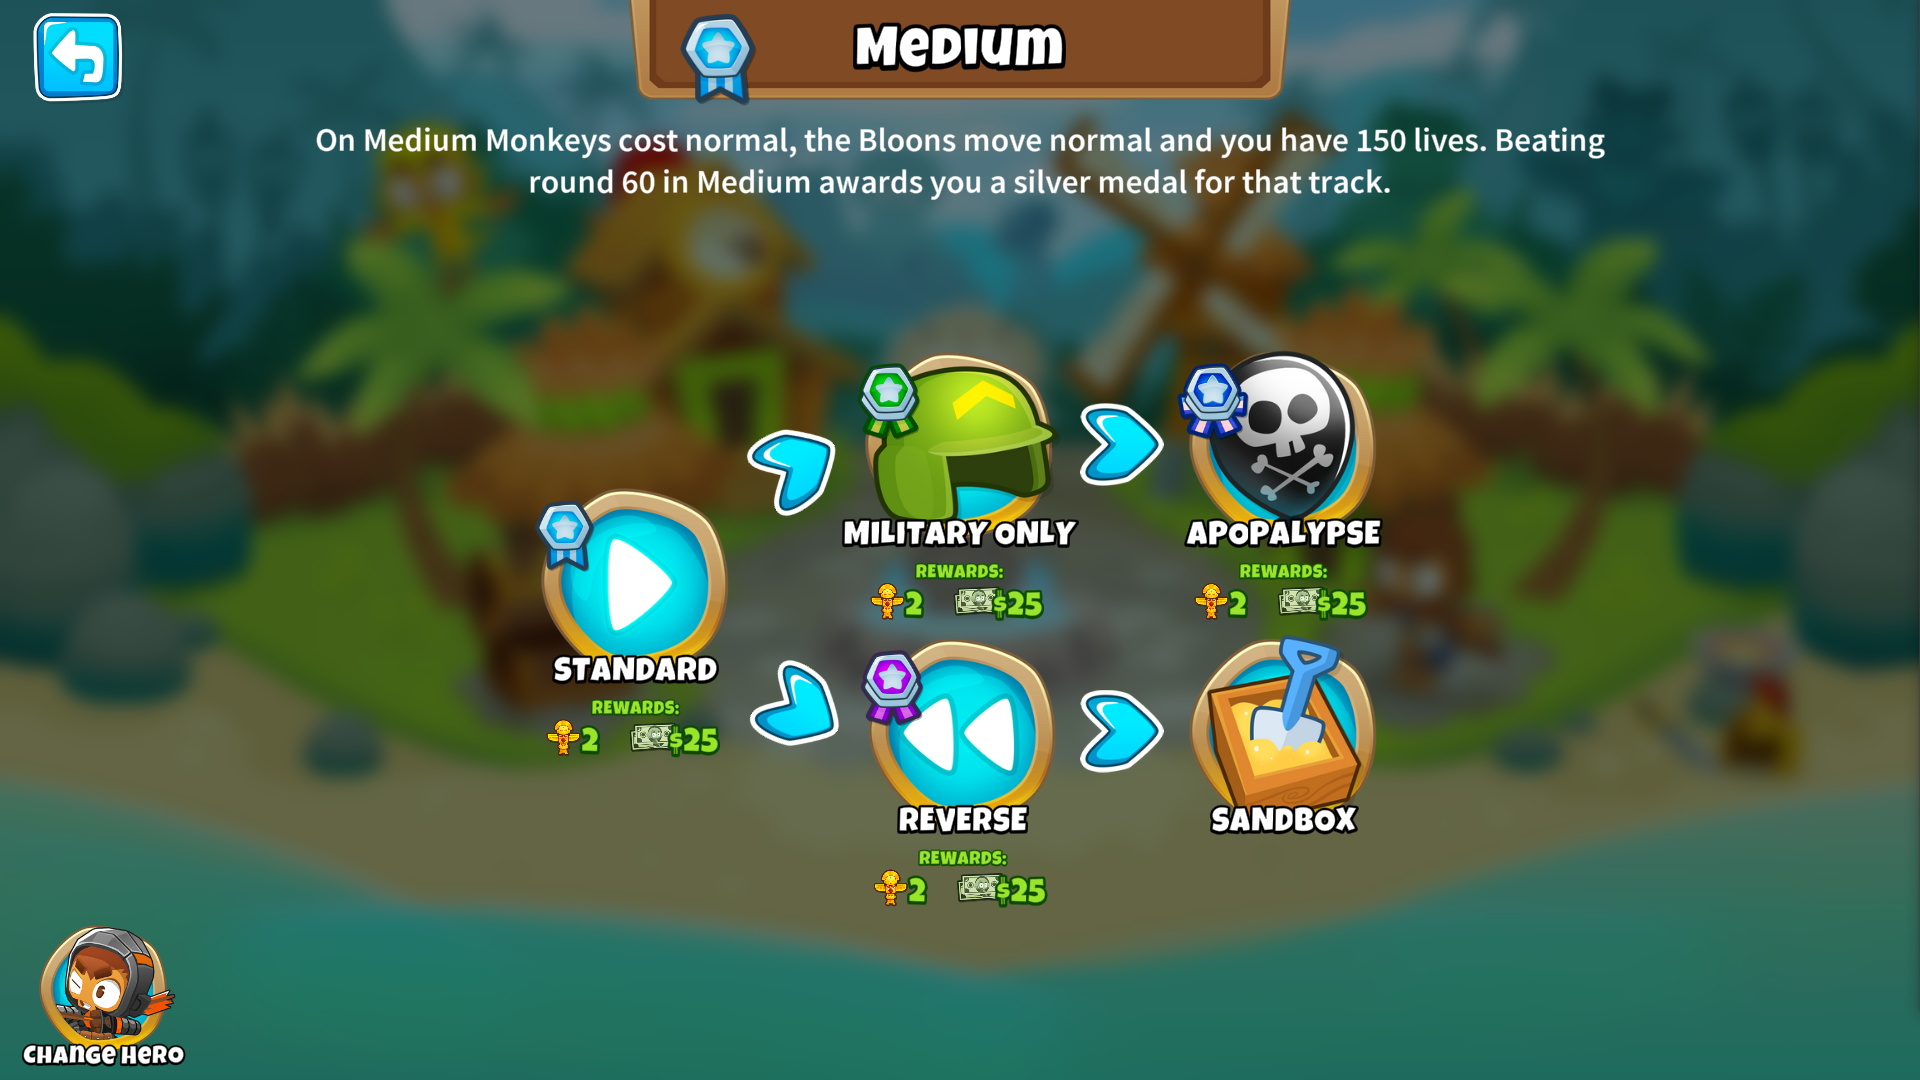 Medium
On Medium Monkeys cost normal, the Bloons move normal and you have 150 lives. Beating
round 60 in Medium awards you a silver medal for that track.
MILITARY ONLY
REWARDS:
2 $25
APOPALYPSE
REWARDS:
2 $25
STANDARD
REWARDS:
2 $25
REVERSE
REWARDS:
2 $25
SANDBOX
CHANGE HERO